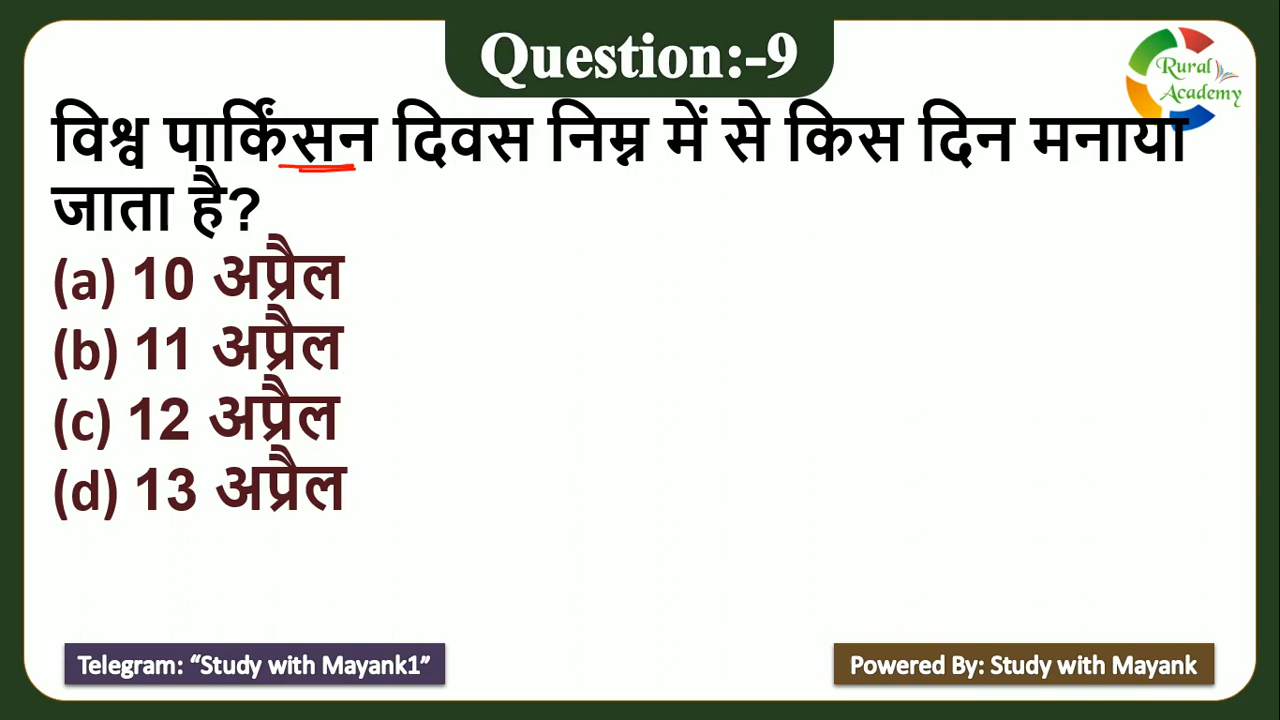 Question:-9
Rural
Academy
विश्व पार्किंसन दिवस निम्न में से किस दिन मनाया
जाता है?
(a) 10 अप्रैल
(b) 11 अप्रैल
(c) 12 अप्रैल
(d) 13 अप्रैल
Telegram: “Study with Mayank1”
Powered By: Study with Mayank